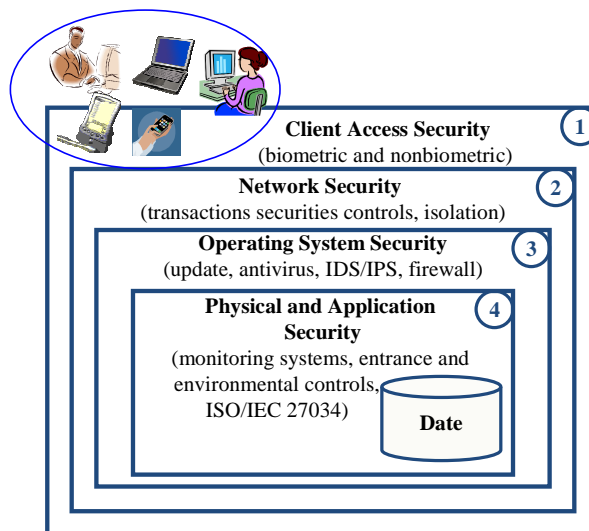 Client Access Security
1
(biometric and nonbiometric)
Network Security
2
(transactions securities controls, isolation)
Operating System Security
3
(update, antivirus, IDS/IPS, firewall)
Physical and Application
Security
4
(monitoring systems, entrance and
environmental controls,
ISO/IEC 27034)
Date